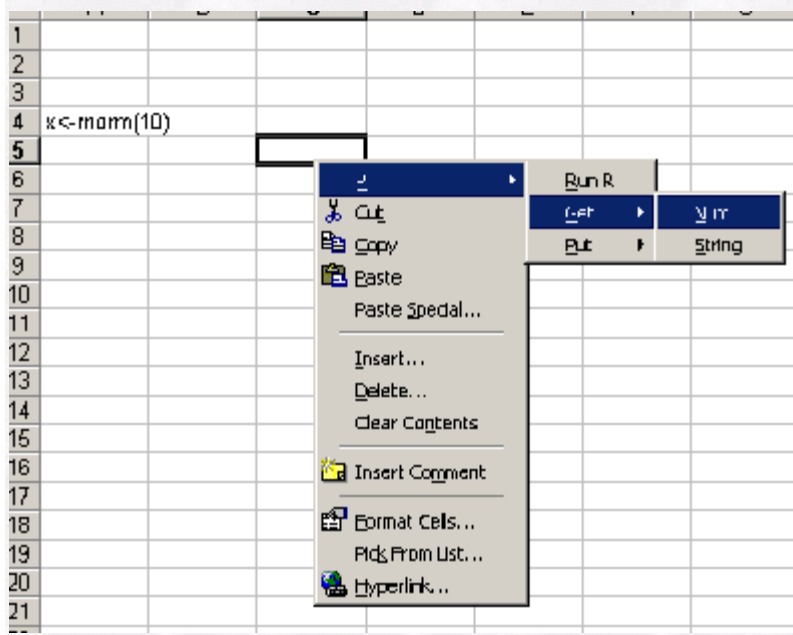 1
2
3
4 x<-rnorm(10)
5
6
7
8
9
10
11
12
13
14
15
16
17
18
19
20
21
R
Cut
Copy
Paste
Paste Special...
Insert...
Delete...
Clear Contents
Insert Comment
Format Cells...
Pick From List...
Hyperlink...
Run R
Get
Put
Num
String